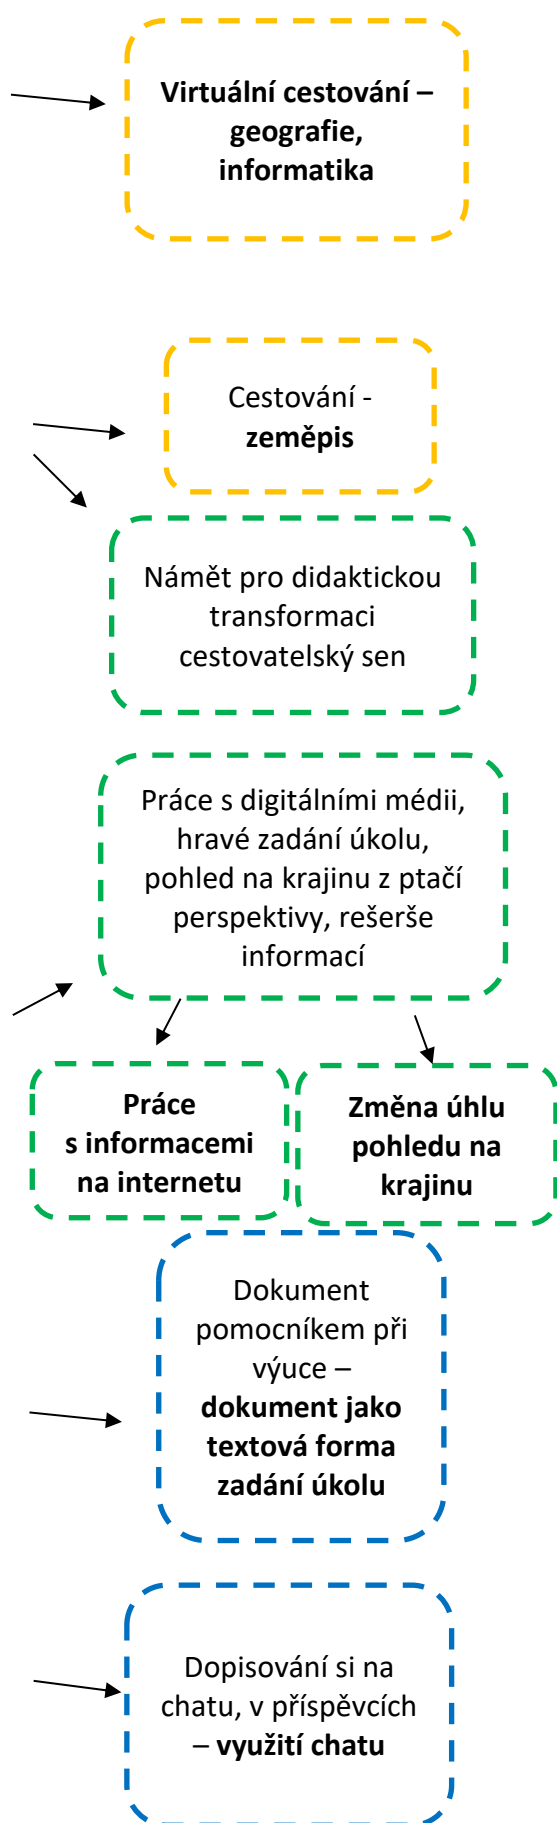 Virtuální cestování –
geografie,
informatika
Cestování -
zeměpis
Námět pro didaktickou
transformaci
cestovatelský sen
Práce s digitálními médii,
hravé zadání úkolu,
pohled na krajinu z ptačí
perspektivy, rešerše
informací
Práce
s informacemi
na internetu
Změna úhlu
pohledu na
krajinu
Dokument
pomocníkem při
výuce –
dokument jako
textová forma
zadání úkolu
Dopisování si na
chatu, v příspěvcích
– využití chatu